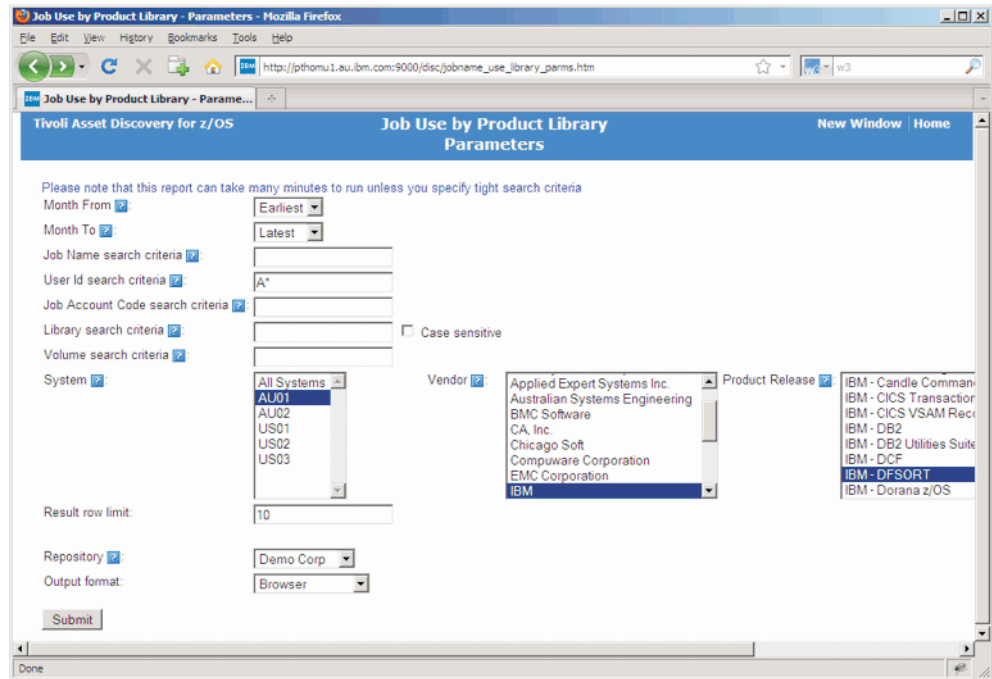 Job Use by Product Library - Parameters - Mozilla Firefox
File Edit View History Bookmarks Tools Help
IBM http://pthomu1.au.ibm.com:9000/disc/jobname_use_library_parms.htm w3
IBM Job Use by Product Library - Parame...
Tivoli Asset Discovery for z/OS Job Use by Product Library New Window Home
Parameters
Please note that this report can take many minutes to run unless you specify tight search criteria
Month From ?: Earliest
Month To ?: Latest
Job Name search criteria ?:
User Id search criteria ?: A*
Job Account Code search criteria ?:
Library search criteria ?: Case sensitive
Volume search criteria ?:
System ?:
All Systems
AU01
AU02
US01
US02
US03
Vendor ?:
Applied Expert Systems Inc.
Australian Systems Engineering
BMC Software
CA, Inc.
Chicago Soft
Compuware Corporation
EMC Corporation
IBM
Product Release ?:
IBM - Candle Comman
IBM - CICS Transaction
IBM - CICS VSAM Reco
IBM - DB2
IBM - DB2 Utilities Suite
IBM - DCF
IBM - DFSORT
IBM - Dorana z/OS
Result row limit: 10
Repository ?: Demo Corp
Output format: Browser
Submit
Done